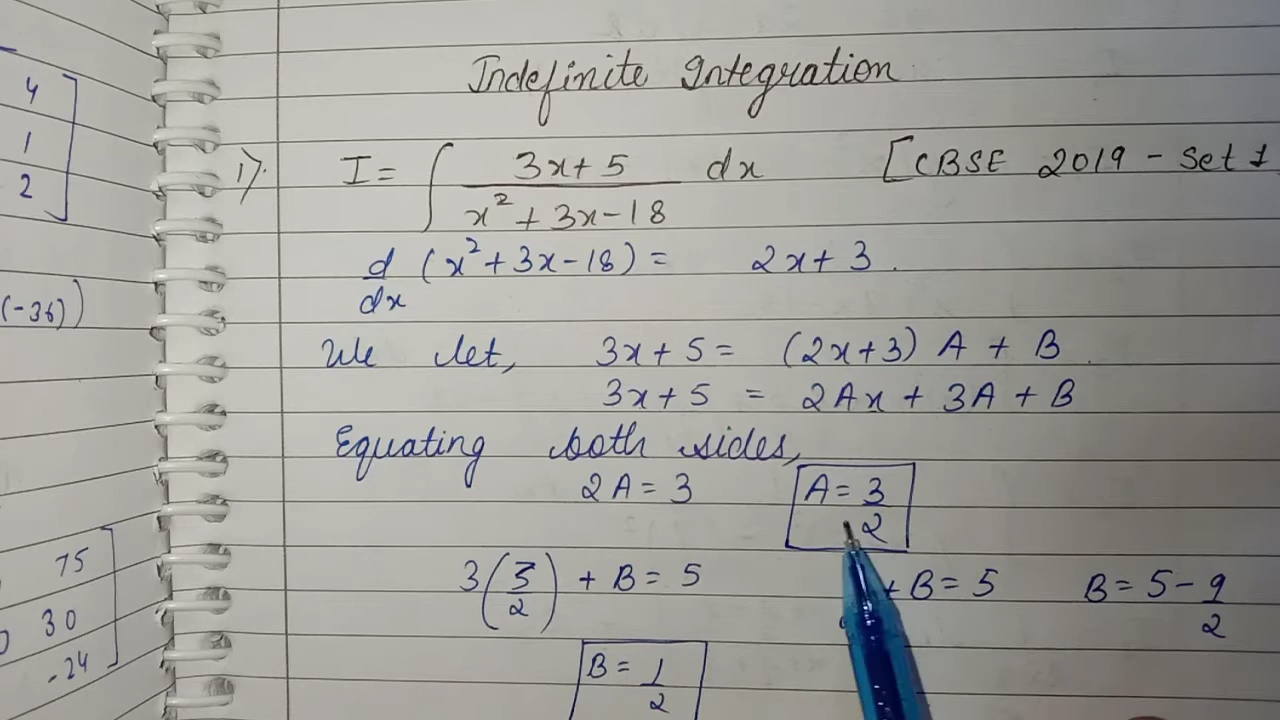 4
1
2
(-36))
75
30
-24
Indefinite Integration
1). I = ∫ (3x+5)/(x²+3x-18) dx [CBSE 2019 - Set 1
d/dx (x²+3x-18) = 2x+3.
We let, 3x+5 = (2x+3) A + B.
3x+5 = 2Ax + 3A + B
Equating both sides,
2A = 3 A = 3/2
3(3/2) + B = 5 + B = 5 B = 5 - 9/2
B = 1/2